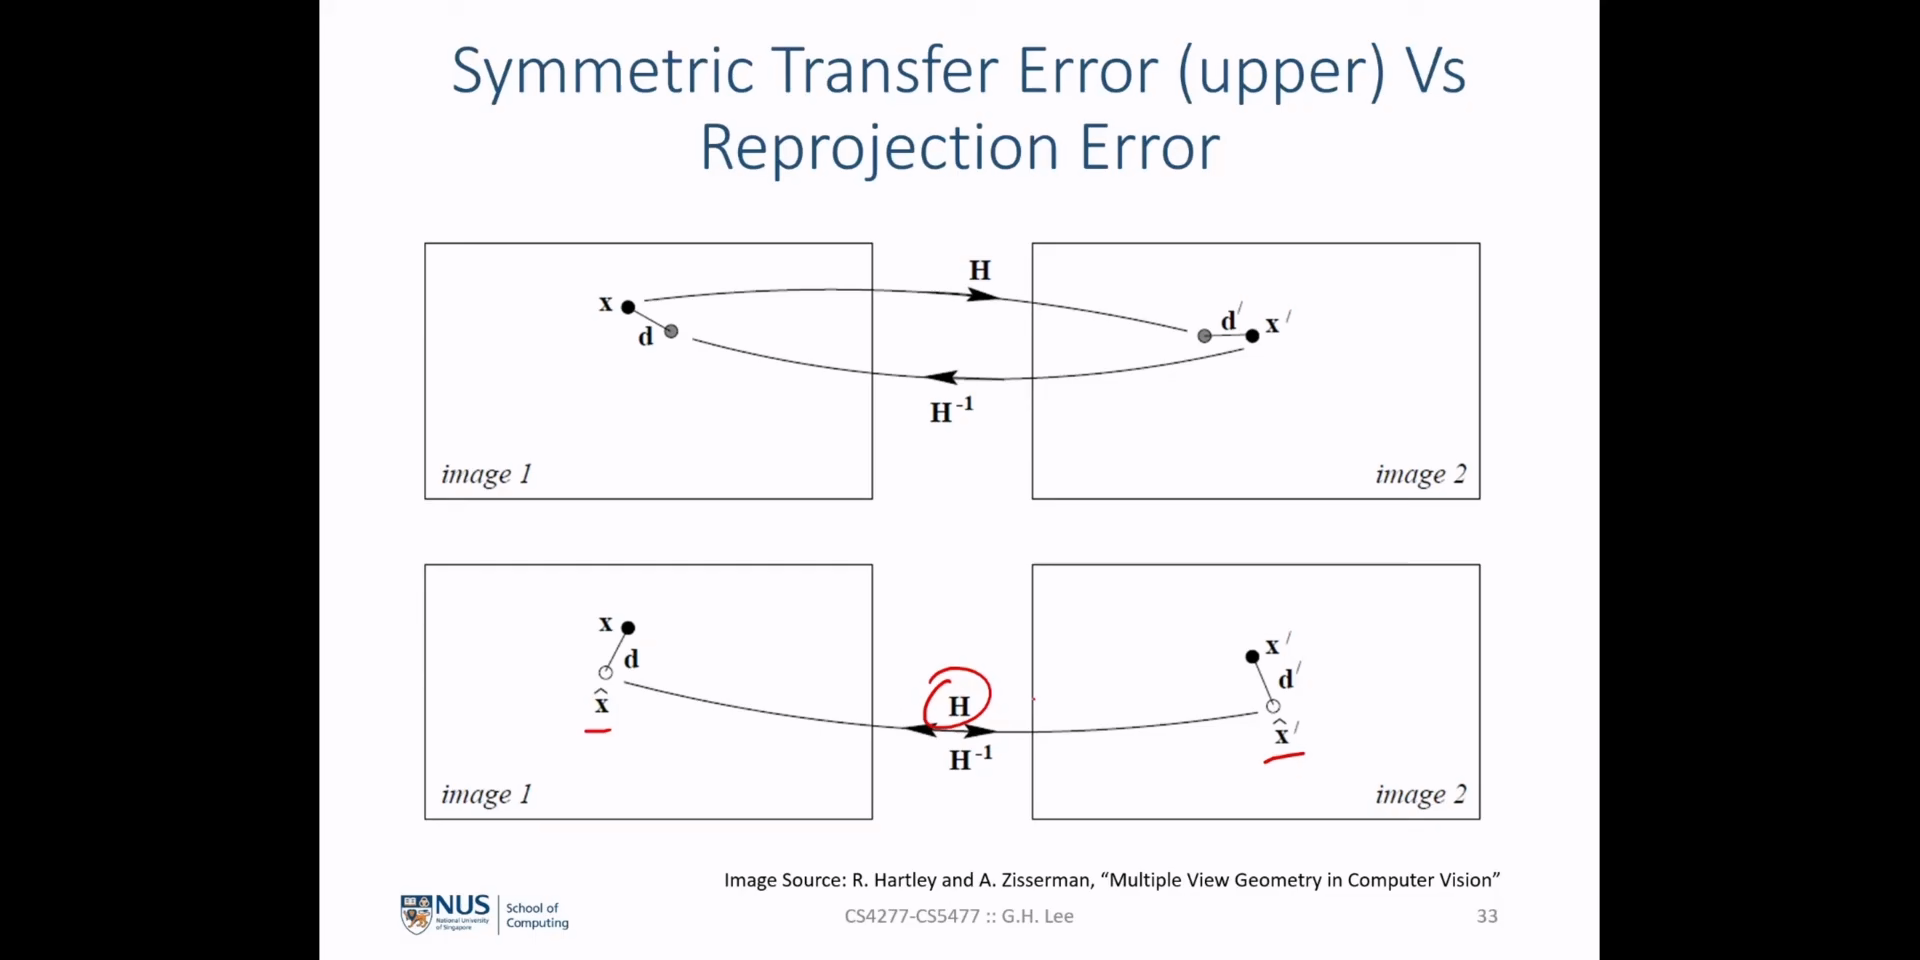 Symmetric Transfer Error (upper) Vs
Reprojection Error
H
x
d
d′
x′
H⁻¹
image 1
image 2
x
d
x̂
H
H⁻¹
x′
d′
x̂′
image 1
image 2
Image Source: R. Hartley and A. Zisserman, “Multiple View Geometry in Computer Vision”
NUS
National University
of Singapore
School of
Computing
CS4277-CS5477 :: G.H. Lee
33